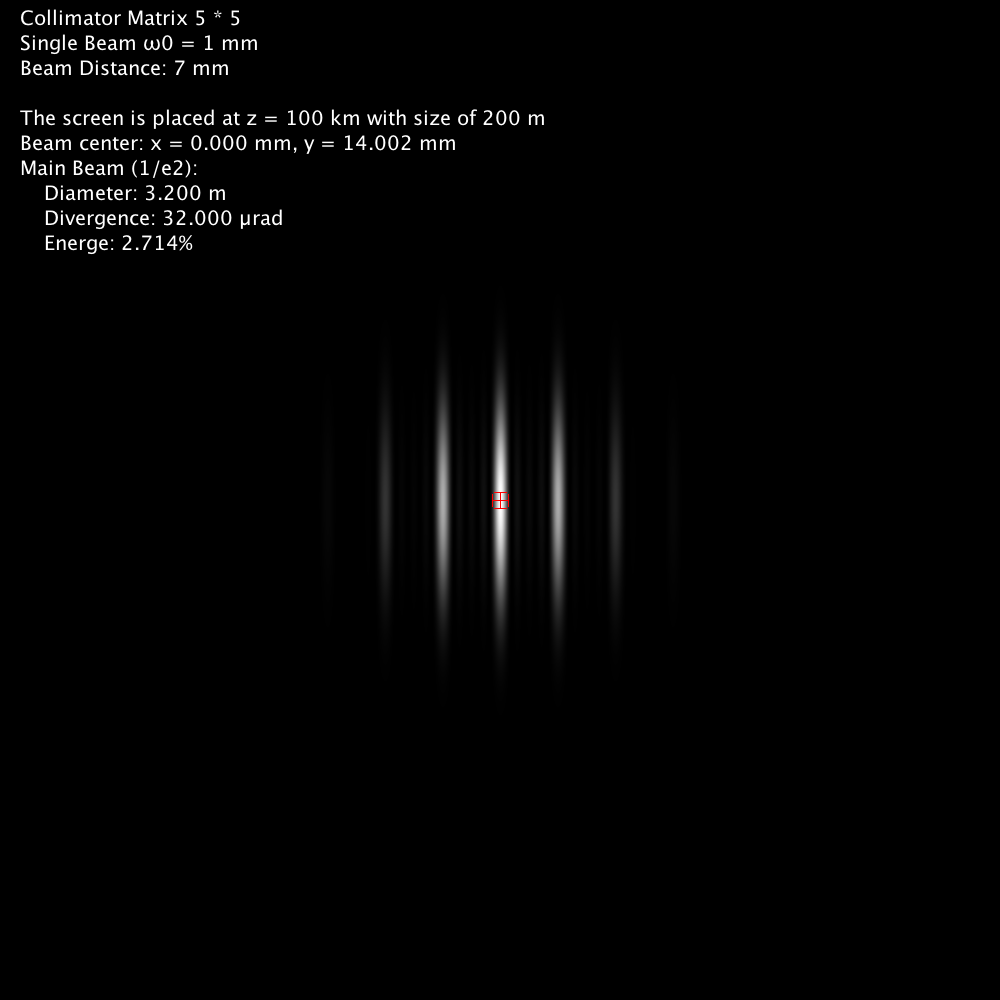 Collimator Matrix 5 * 5
Single Beam ω0 = 1 mm
Beam Distance: 7 mm
The screen is placed at z = 100 km with size of 200 m
Beam center: x = 0.000 mm, y = 14.002 mm
Main Beam (1/e2):
Diameter: 3.200 m
Divergence: 32.000 μrad
Energe: 2.714%